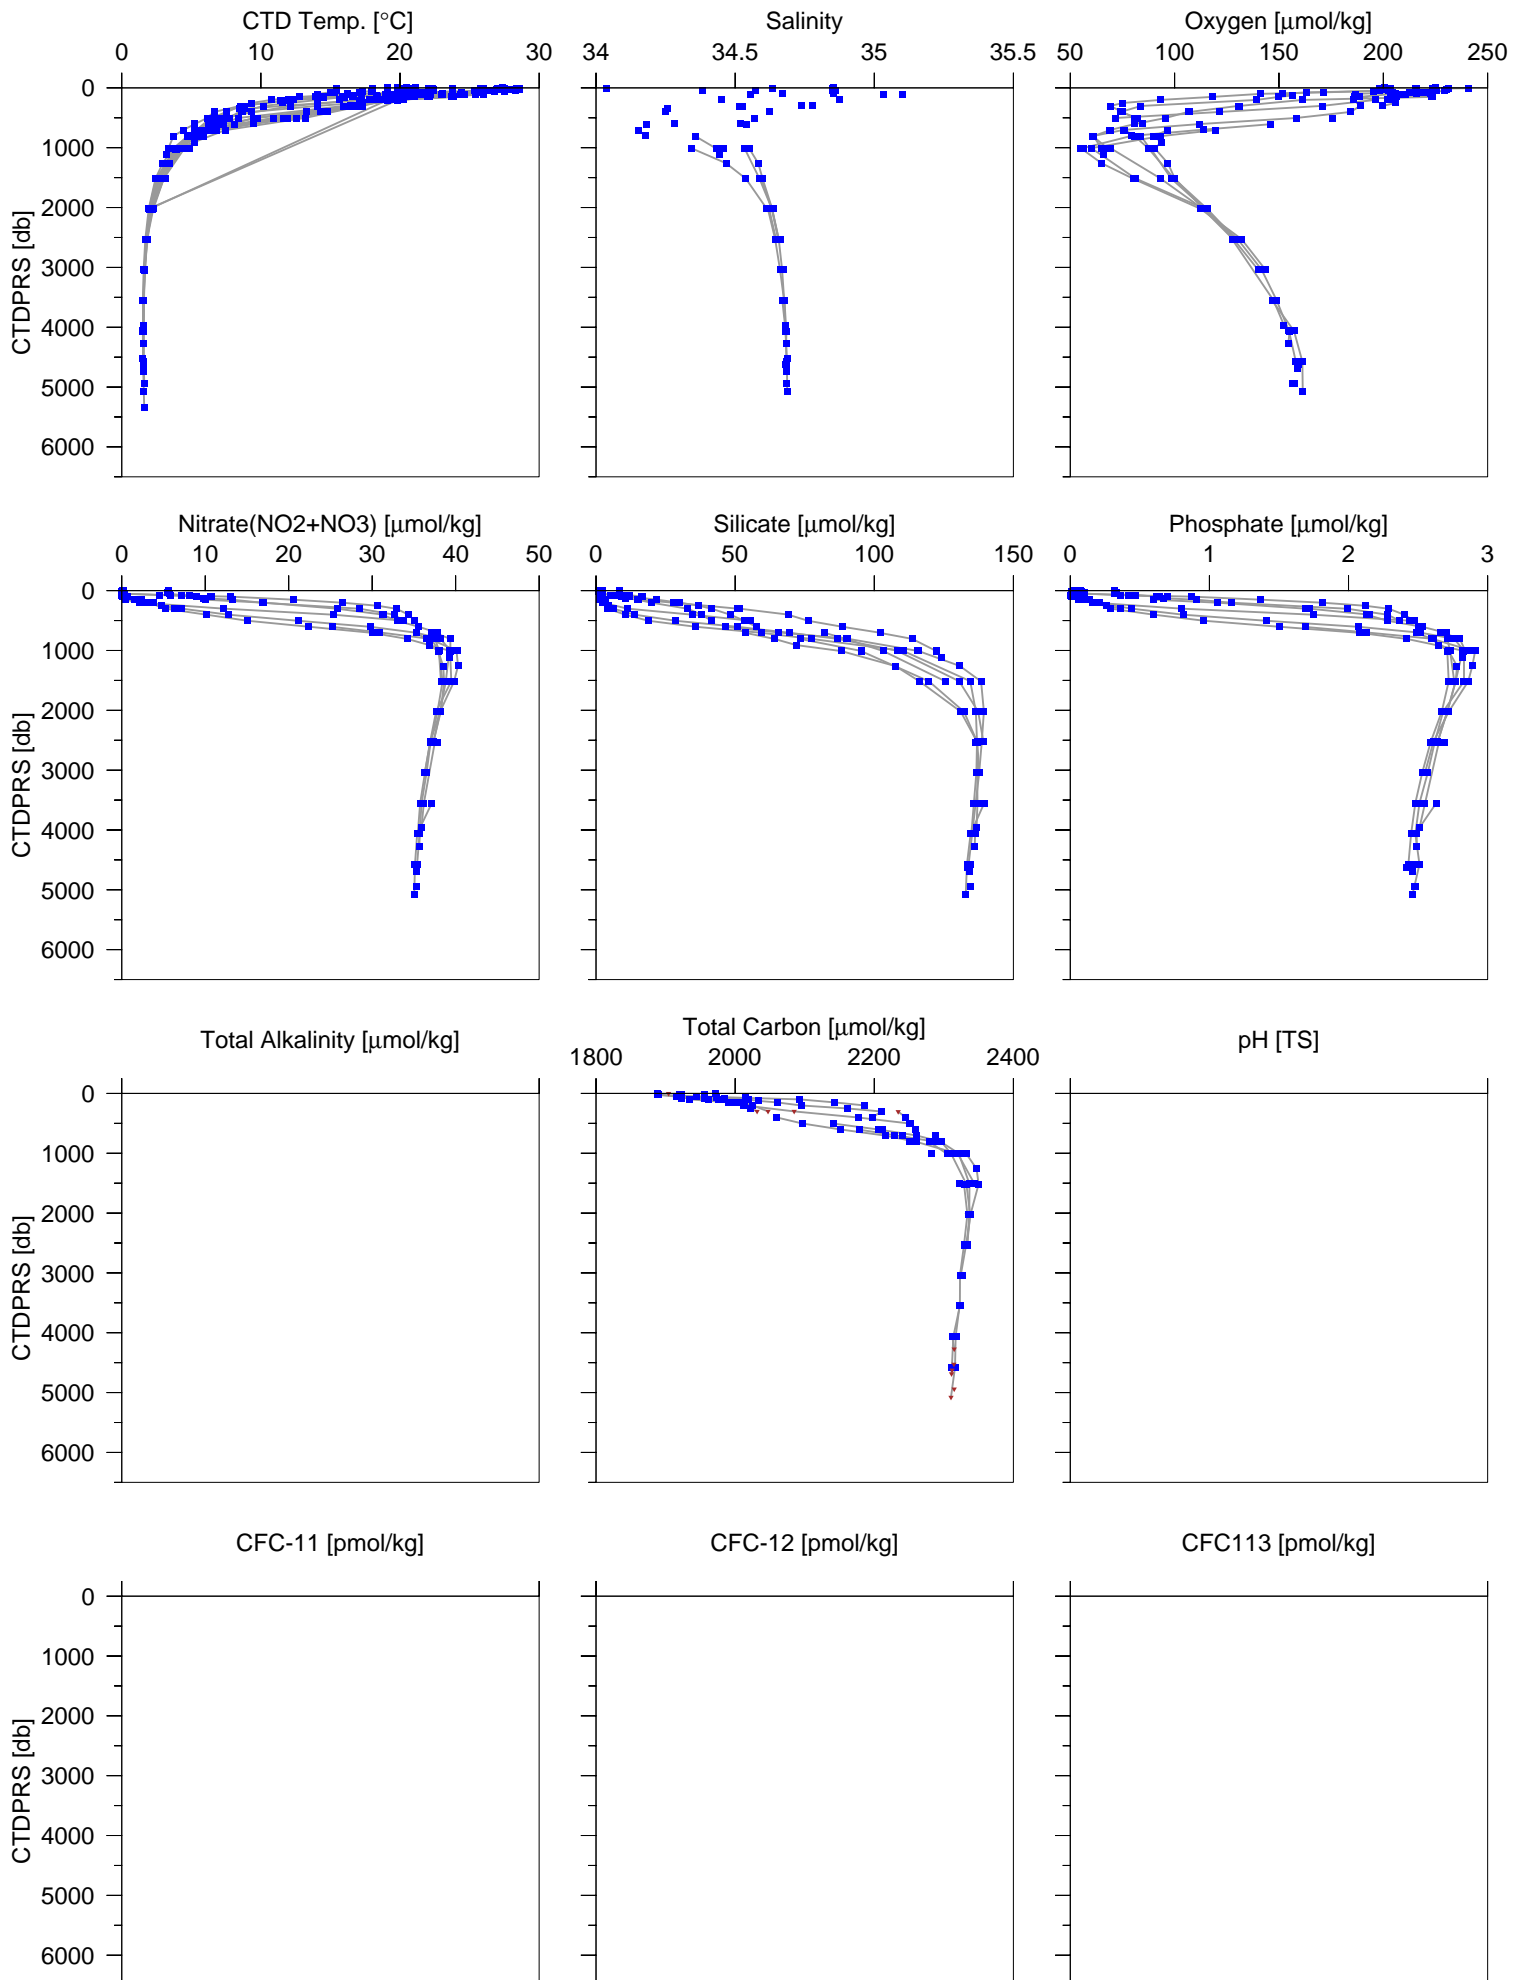 CTD Temp. [°C] Salinity Oxygen [μmol/kg]
0 10 20 30 34 34.5 35 35.5 50 100 150 200 250
0
1000
2000
3000
4000
5000
6000
CTDPRS [db]
Nitrate(NO2+NO3) [μmol/kg] Silicate [μmol/kg] Phosphate [μmol/kg]
0 10 20 30 40 50 0 50 100 150 0 1 2 3
0
1000
2000
3000
4000
5000
6000
CTDPRS [db]
Total Alkalinity [μmol/kg] Total Carbon [μmol/kg] pH [TS]
1800 2000 2200 2400
0
1000
2000
3000
4000
5000
6000
CTDPRS [db]
CFC-11 [pmol/kg] CFC-12 [pmol/kg] CFC113 [pmol/kg]
0
1000
2000
3000
4000
5000
6000
CTDPRS [db]